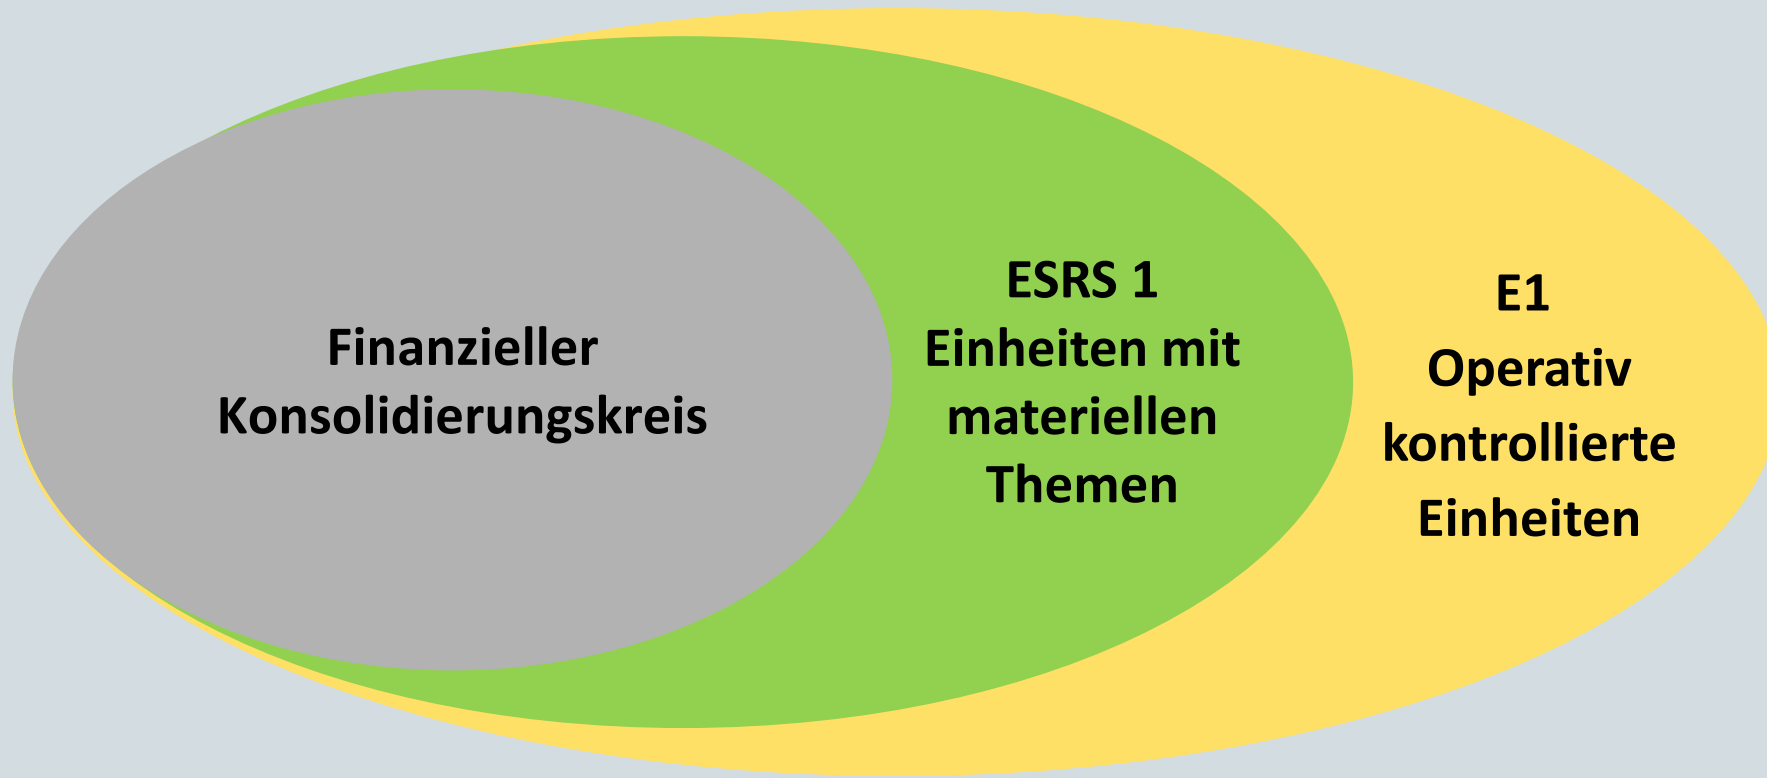 Finanzieller
Konsolidierungskreis
ESRS 1
Einheiten mit
materiellen
Themen
E1
Operativ
kontrollierte
Einheiten